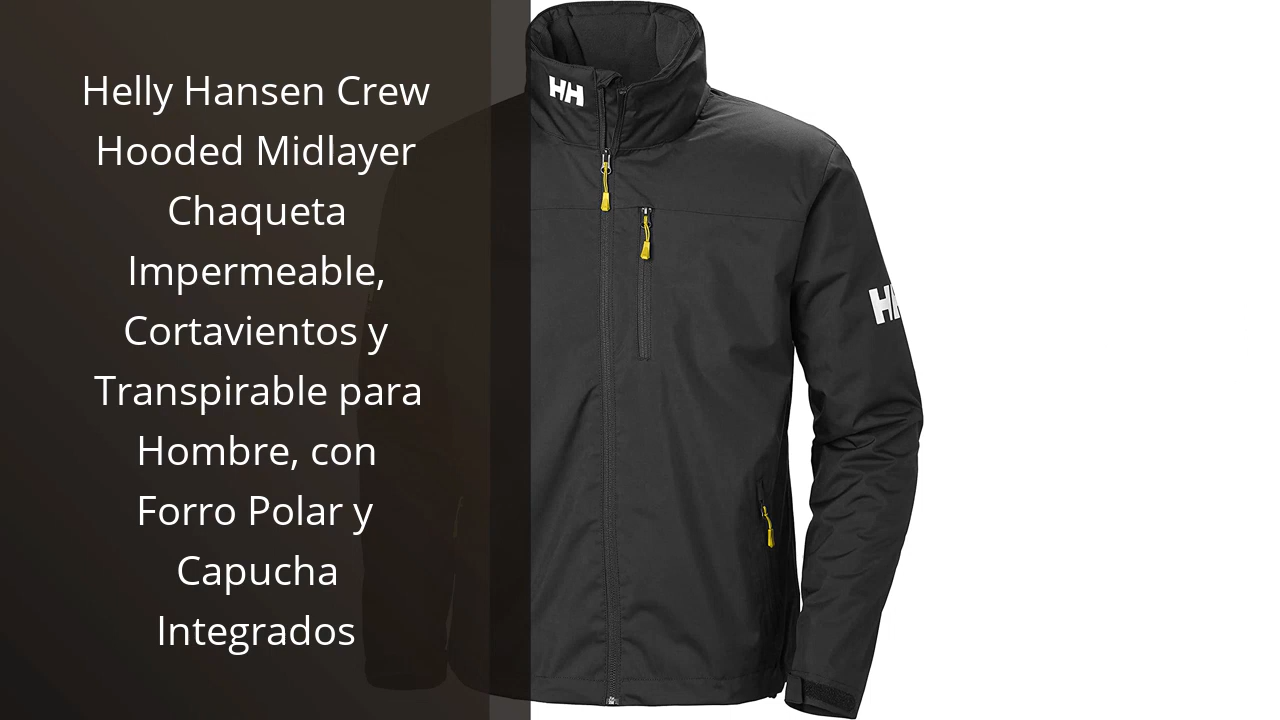 Helly Hansen Crew
Hooded Midlayer
Chaqueta
Impermeable,
Cortavientos y
Transpirable para
Hombre, con
Forro Polar y
Capucha
Integrados
HH
HH